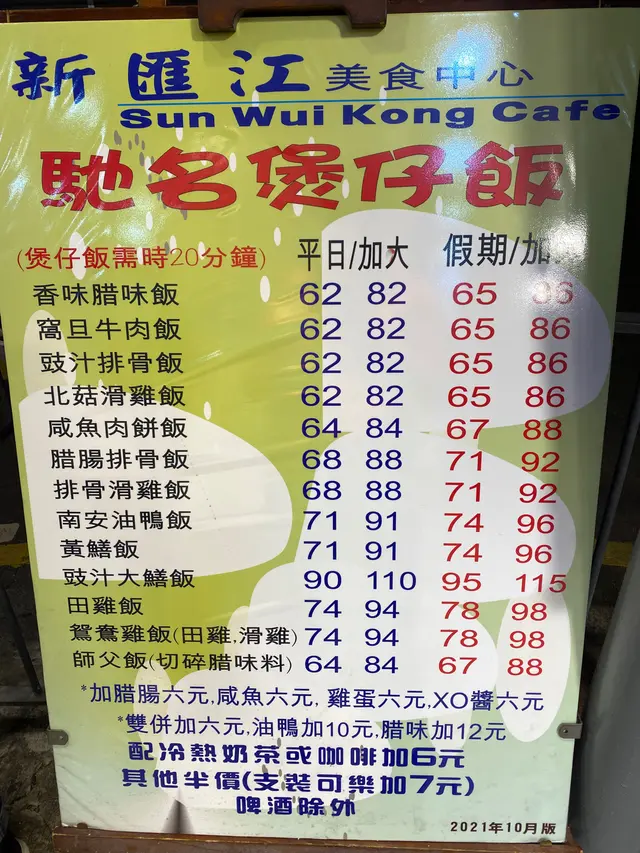 新匯江美食中心
Sun Wui Kong Cafe
馳名煲仔飯
(煲仔飯需時20分鐘) 平日/加大 假期/加
香味腊味飯 62 82 65 86
窩旦牛肉飯 62 82 65 86
豉汁排骨飯 62 82 65 86
北菇滑雞飯 62 82 65 86
咸魚肉餅飯 64 84 67 88
腊腸排骨飯 68 88 71 92
排骨滑雞飯 68 88 71 92
南安油鴨飯 71 91 74 96
黃鱔飯 71 91 74 96
豉汁大鱔飯 90 110 95 115
田雞飯 74 94 78 98
鴛鴦雞飯(田雞,滑雞) 74 94 78 98
師父飯(切碎腊味料) 64 84 67 88
*加腊腸六元,咸魚六元, 雞蛋六元,XO醬六元
*雙併加六元,油鴨加10元,腊味加12元
配冷熱奶茶或咖啡加6元
其他半價(支裝可樂加7元)
啤酒除外
2021年10月版